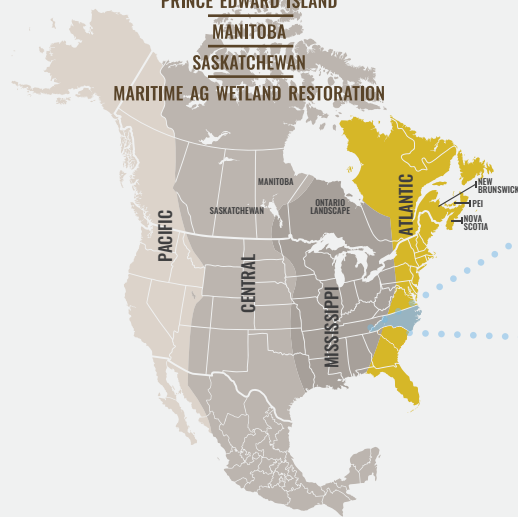 PRINCE EDWARD ISLAND
MANITOBA
SASKATCHEWAN
MARITIME AG WETLAND RESTORATION
MANITOBA
SASKATCHEWAN
ONTARIO
LANDSCAPE
NEW
BRUNSWICK
PEI
NOVA
SCOTIA
PACIFIC
CENTRAL
MISSISSIPPI
ATLANTIC